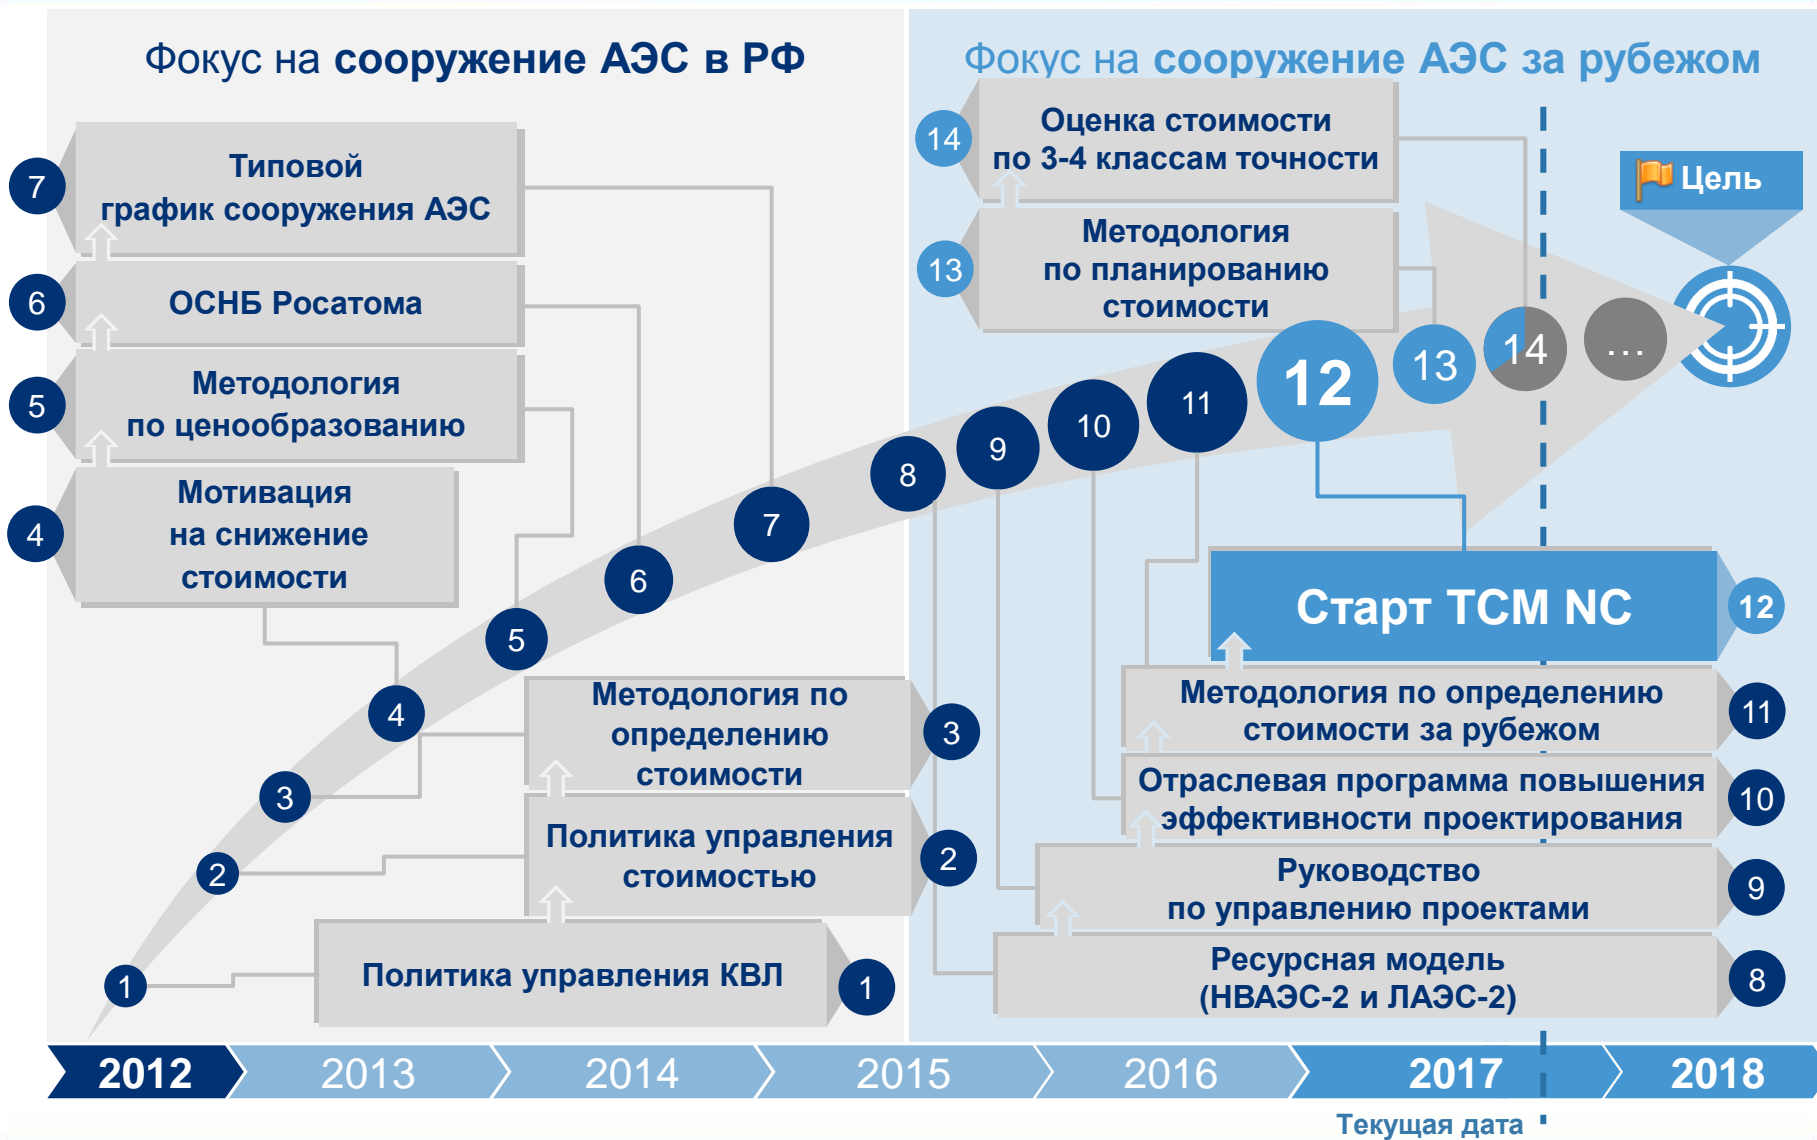 Фокус на сооружение АЭС в РФ
7
Типовой
график сооружения АЭС
6
ОСНБ Росатома
5
Методология
по ценообразованию
4
Мотивация
на снижение
стоимости
Методология по
определению
стоимости
3
Политика управления
стоимостью
2
Политика управления КВЛ
1
1
2
3
4
5
6
7
8
9
10
11
12
13
14
...
Фокус на сооружение АЭС за рубежом
14
Оценка стоимости
по 3-4 классам точности
13
Методология
по планированию
стоимости
Цель
Старт TCM NC
12
Методология по определению
стоимости за рубежом
11
Отраслевая программа повышения
эффективности проектирования
10
Руководство
по управлению проектами
9
Ресурсная модель
(НВАЭС-2 и ЛАЭС-2)
8
2012
2013
2014
2015
2016
2017
2018
Текущая дата